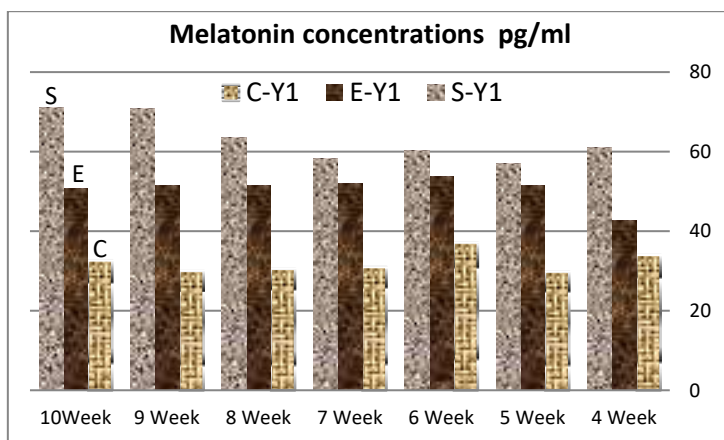 Melatonin concentrations pg/ml
C-Y1 E-Y1 S-Y1
S
E
C
80
60
40
20
0
10Week 9 Week 8 Week 7 Week 6 Week 5 Week 4 Week